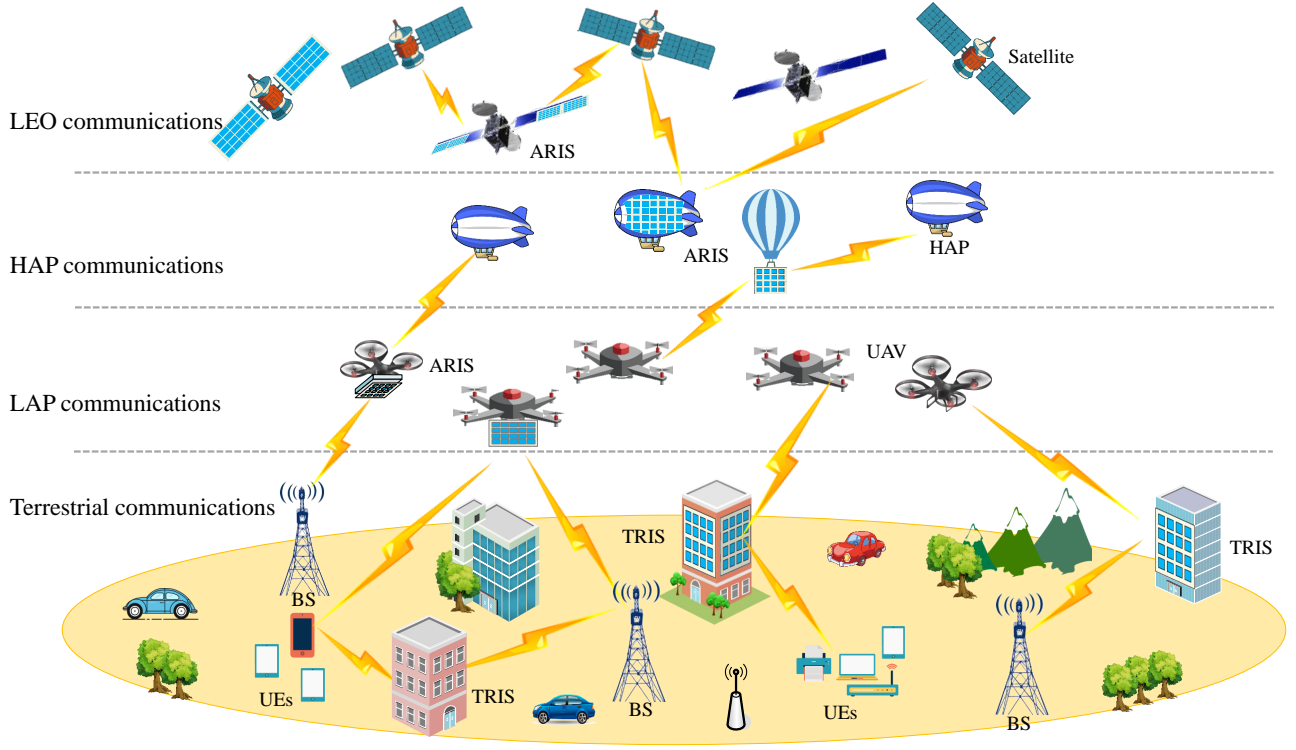 Satellite
LEO communications
ARIS
HAP communications
ARIS
HAP
ARIS
UAV
LAP communications
Terrestrial communications
TRIS
TRIS
BS
UEs
TRIS
BS
UEs
BS